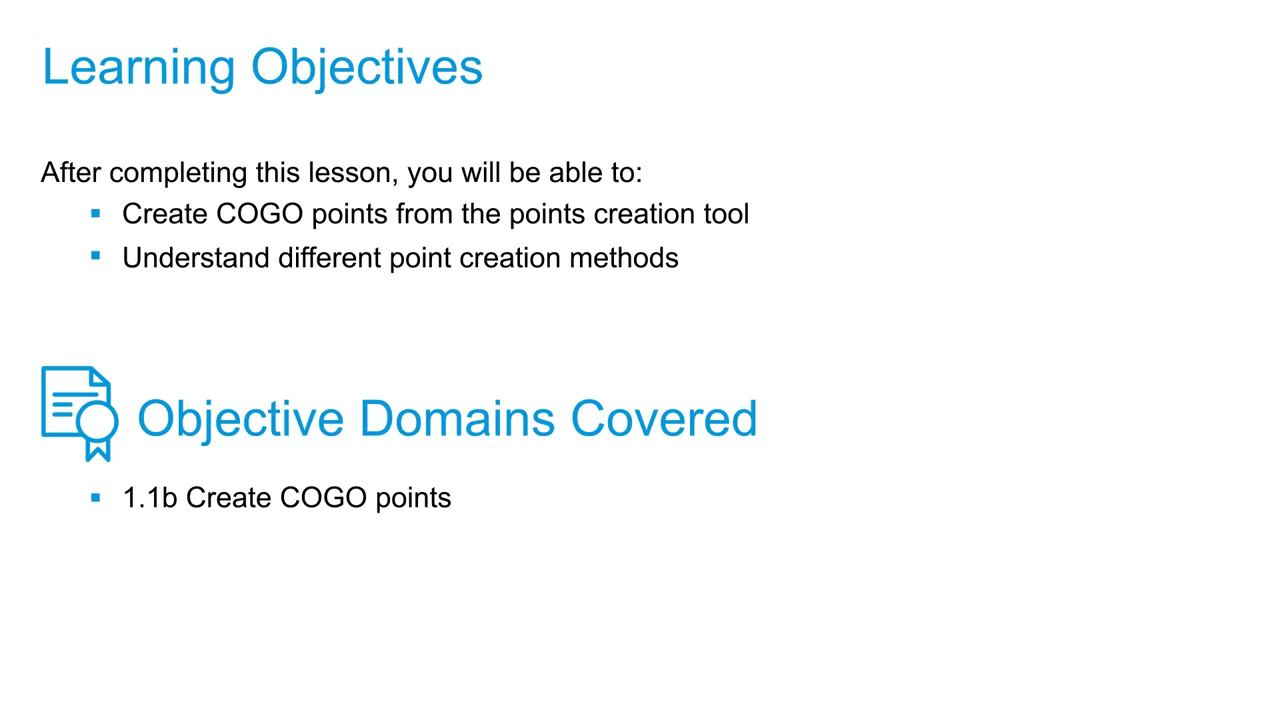 Learning Objectives
After completing this lesson, you will be able to:
▪ Create COGO points from the points creation tool
▪ Understand different point creation methods
Objective Domains Covered
▪ 1.1b Create COGO points